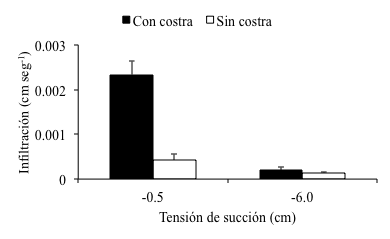 Con costra Sin costra
0.003
0.002
0.001
0
Infiltración (cm seg⁻¹)
-0.5 -6.0
Tensión de succión (cm)